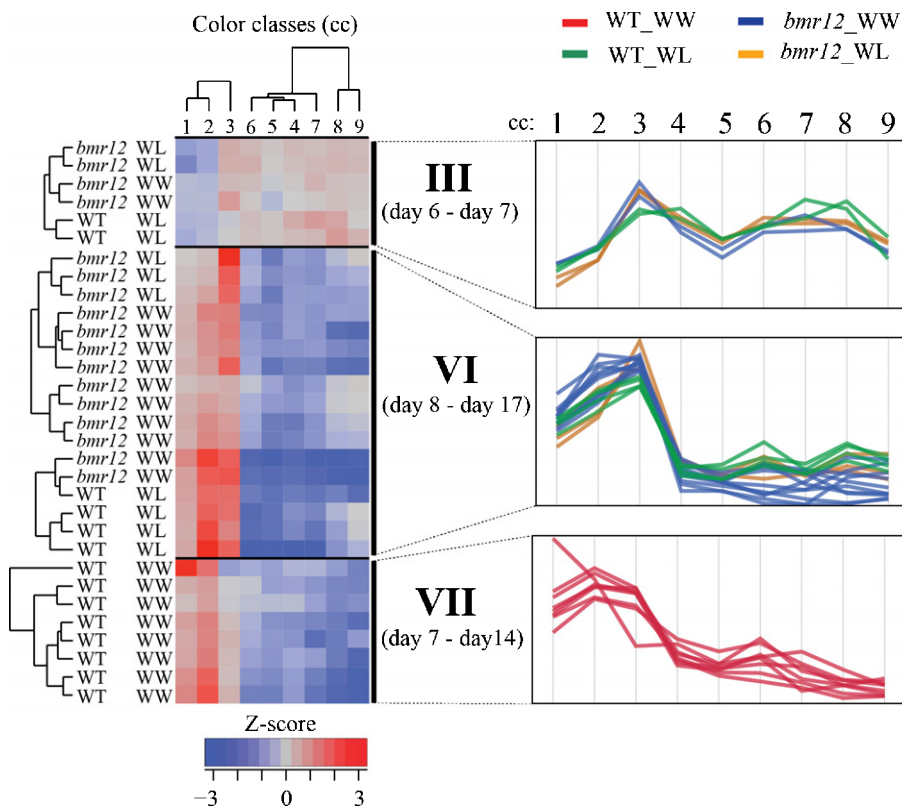 Color classes (cc)
WT_WW
bmr12_WW
WT_WL
bmr12_WL
1 2 3 6 5 4 7 8 9
cc: 1 2 3 4 5 6 7 8 9
bmr12 WL
bmr12 WL
bmr12 WW
bmr12 WW
WT WL
WT WL
III
(day 6 - day 7)
bmr12 WL
bmr12 WL
bmr12 WL
bmr12 WW
bmr12 WW
bmr12 WW
bmr12 WW
bmr12 WW
bmr12 WW
bmr12 WW
bmr12 WW
bmr12 WW
bmr12 WW
WT WL
WT WL
WT WL
WT WL
VI
(day 8 - day 17)
WT WW
WT WW
WT WW
WT WW
WT WW
WT WW
WT WW
WT WW
VII
(day 7 - day14)
Z-score
−3 0 3